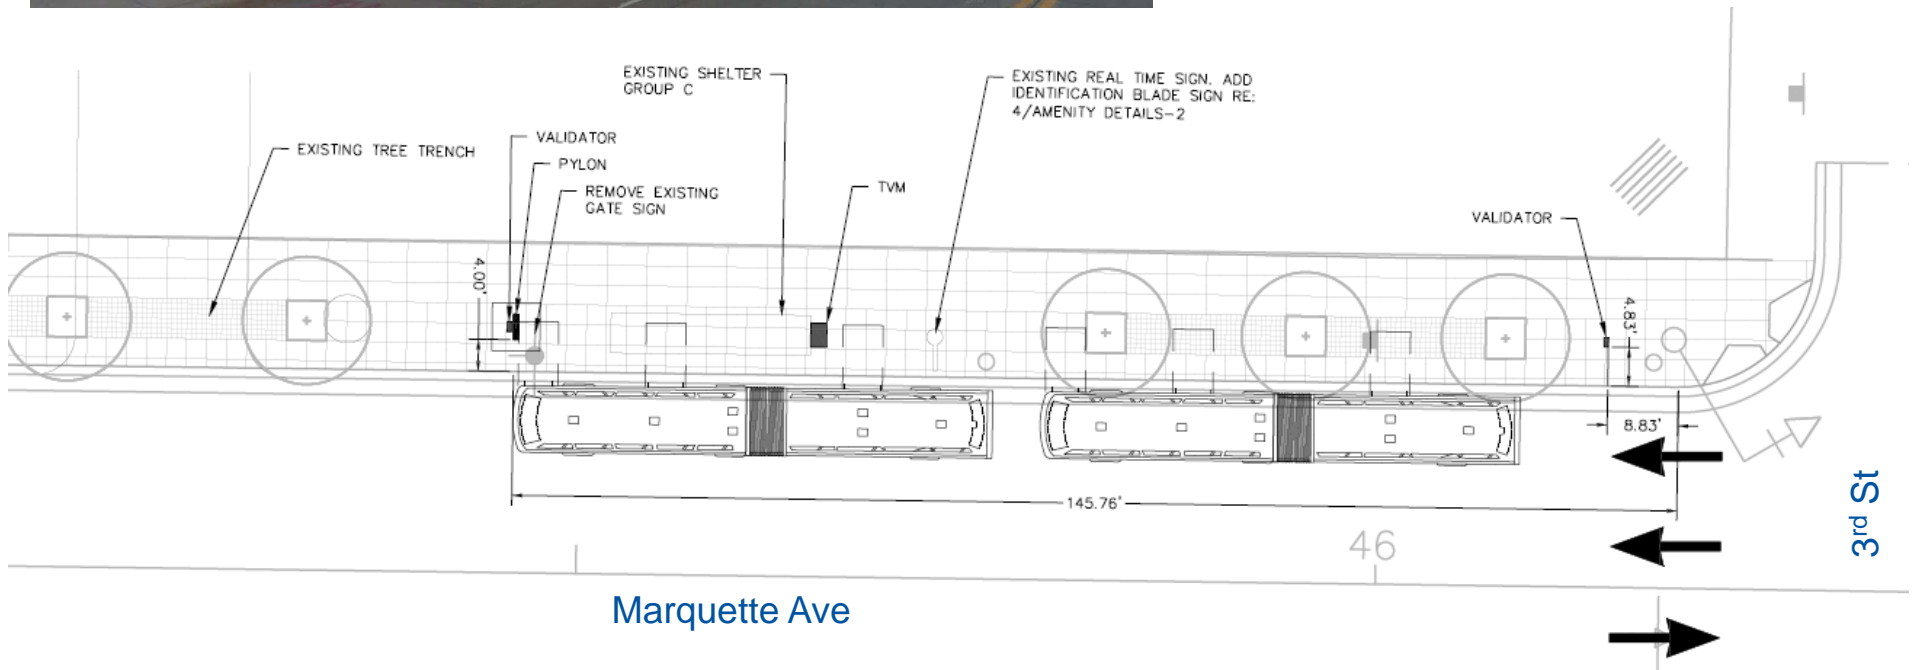 EXISTING SHELTER
GROUP C
EXISTING REAL TIME SIGN. ADD
IDENTIFICATION BLADE SIGN RE:
4/AMENITY DETAILS-2
VALIDATOR
EXISTING TREE TRENCH
PYLON
REMOVE EXISTING
GATE SIGN
TVM
VALIDATOR
4.00'
4.83'
8.83'
145.76'
46
3rd St
Marquette Ave